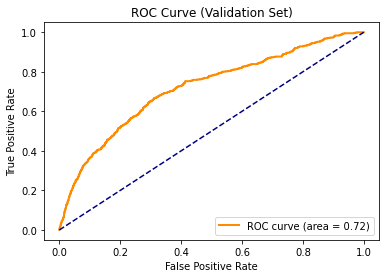 ROC Curve (Validation Set)
1.0
0.8
0.6
0.4
0.2
0.0
True Positive Rate
ROC curve (area = 0.72)
0.0 0.2 0.4 0.6 0.8 1.0
False Positive Rate